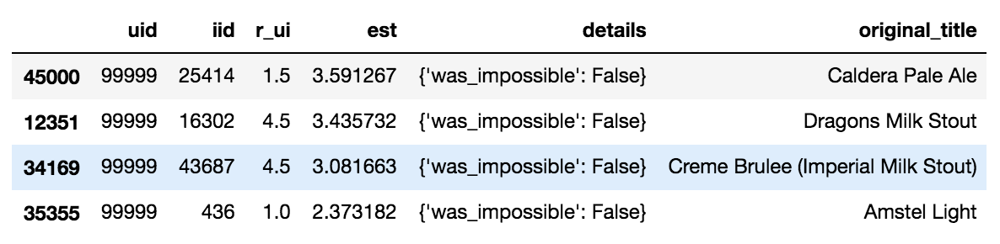 uid iid r_ui est details original_title
45000 99999 25414 1.5 3.591267 {'was_impossible': False} Caldera Pale Ale
12351 99999 16302 4.5 3.435732 {'was_impossible': False} Dragons Milk Stout
34169 99999 43687 4.5 3.081663 {'was_impossible': False} Creme Brulee (Imperial Milk Stout)
35355 99999 436 1.0 2.373182 {'was_impossible': False} Amstel Light